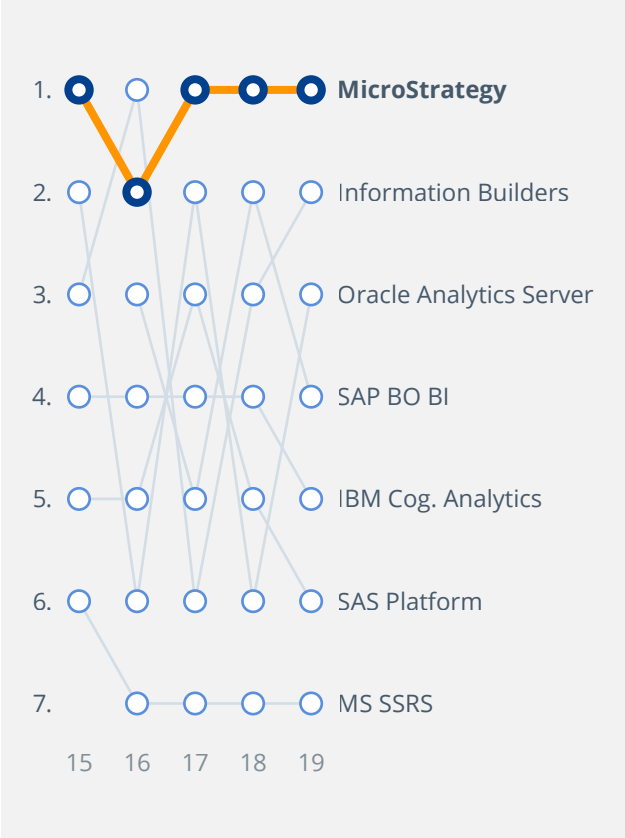 1. MicroStrategy
2. Information Builders
3. Oracle Analytics Server
4. SAP BO BI
5. IBM Cog. Analytics
6. SAS Platform
7. MS SSRS
15 16 17 18 19